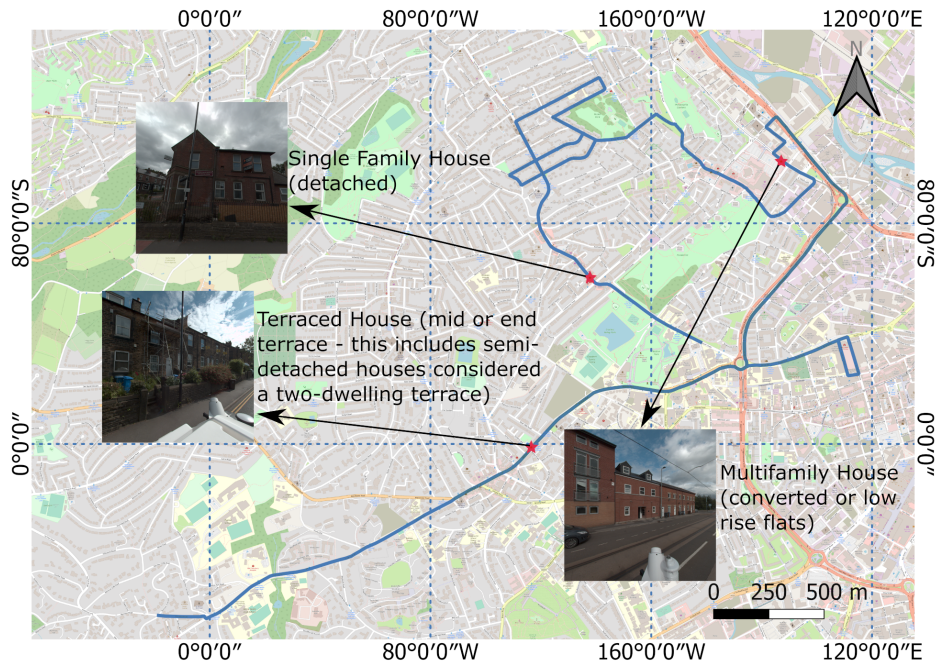 0°0'0" 80°0'0"W 160°0'0"W 120°0'0"E
N
Single Family House
(detached)
80°0'0"S
80°0'0"S
Terraced House (mid or end
terrace - this includes semi-
detached houses considered
a two-dwelling terrace)
0°0'0"
0°0'0"
Multifamily House
(converted or low
rise flats)
0 250 500 m
0°0'0" 80°0'0"W 160°0'0"W 120°0'0"E